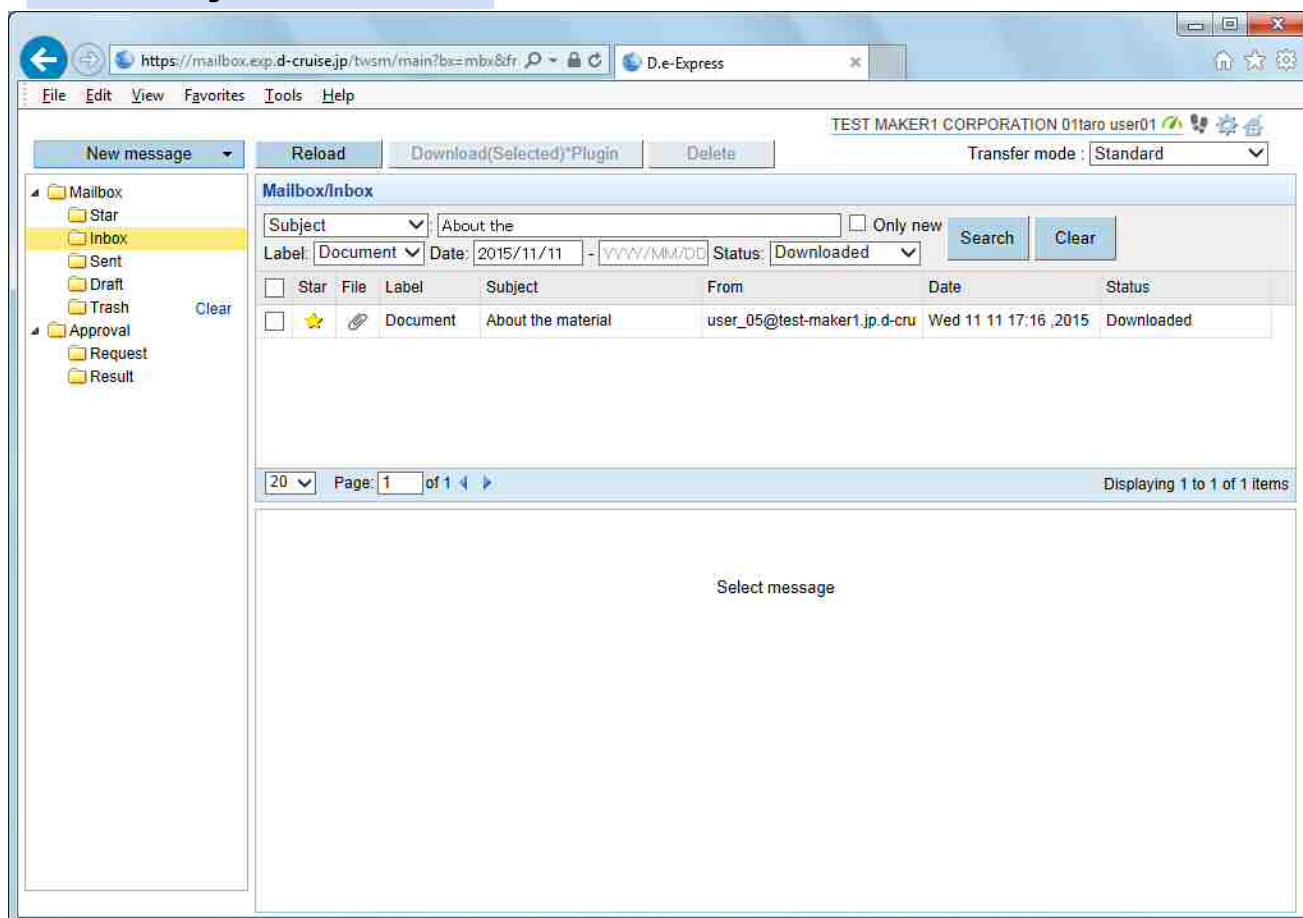 https://mailbox.exp.d-cruise.jp/twsm/main?bx=mbx&fr
D.e-Express
File Edit View Favorites Tools Help
TEST MAKER1 CORPORATION 01taro user01
New message Reload Download(Selected)*Plugin Delete Transfer mode : Standard
Mailbox
Star
Inbox
Sent
Draft
Trash Clear
Approval
Request
Result
Mailbox/Inbox
Subject : About the Only new Search Clear
Label: Document Date: 2015/11/11 - YYYY/MM/DD Status: Downloaded
Star File Label Subject From Date Status
Document About the material user_05@test-maker1.jp.d-cru Wed 11 11 17:16 ,2015 Downloaded
20 Page: 1 of 1 Displaying 1 to 1 of 1 items
Select message